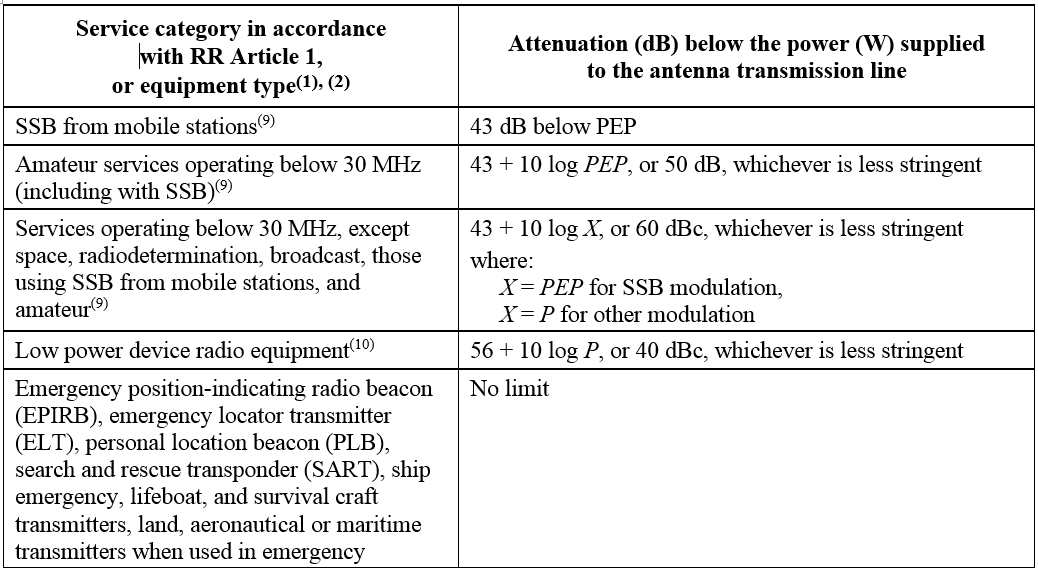 Service category in accordance
with RR Article 1,
or equipment type(1), (2)
Attenuation (dB) below the power (W) supplied
to the antenna transmission line
SSB from mobile stations(9)
43 dB below PEP
Amateur services operating below 30 MHz
(including with SSB)(9)
43 + 10 log PEP, or 50 dB, whichever is less stringent
Services operating below 30 MHz, except
space, radiodetermination, broadcast, those
using SSB from mobile stations, and
amateur(9)
43 + 10 log X, or 60 dBc, whichever is less stringent
where:
X = PEP for SSB modulation,
X = P for other modulation
Low power device radio equipment(10)
56 + 10 log P, or 40 dBc, whichever is less stringent
Emergency position-indicating radio beacon
(EPIRB), emergency locator transmitter
(ELT), personal location beacon (PLB),
search and rescue transponder (SART), ship
emergency, lifeboat, and survival craft
transmitters, land, aeronautical or maritime
transmitters when used in emergency
No limit